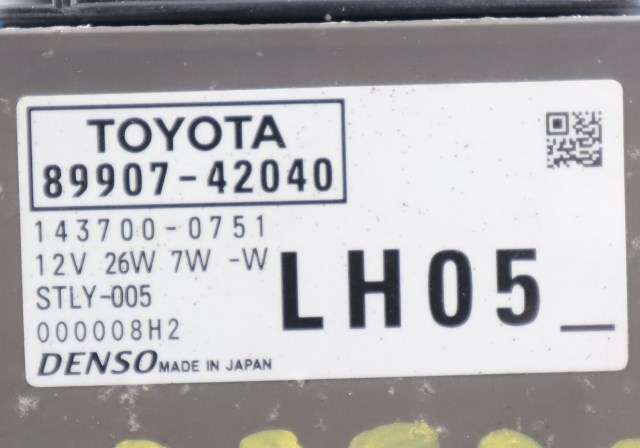 TOYOTA
89907-42040
143700-0751
12V 26W 7W -W
STLY-005
000008H2
LH05_
DENSO MADE IN JAPAN